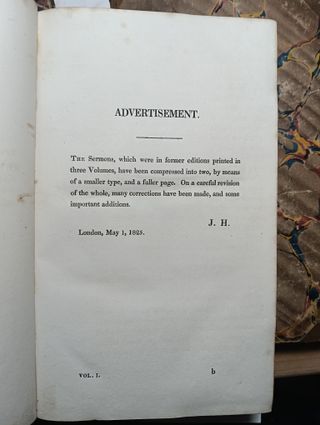 ADVERTISEMENT.
THE Sermons, which were in former editions printed in
three Volumes, have been compressed into two, by means
of a smaller type, and a fuller page. On a careful revision
of the whole, many corrections have been made, and some
important additions.
J. H.
London, May 1, 1825.
VOL. I.
b